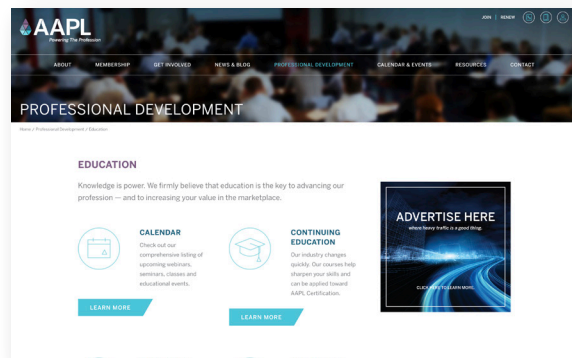 JOIN | RENEW
AAPL
Powering The Profession
ABOUT MEMBERSHIP GET INVOLVED NEWS & BLOG PROFESSIONAL DEVELOPMENT CALENDAR & EVENTS RESOURCES CONTACT
PROFESSIONAL DEVELOPMENT
Home / Professional Development / Education
EDUCATION
Knowledge is power. We firmly believe that education is the key to advancing our
profession — and to increasing your value in the marketplace.
CALENDAR
Check out our
comprehensive listing of
upcoming webinars,
seminars, classes and
educational events.
LEARN MORE
CONTINUING
EDUCATION
Our industry changes
quickly. Our courses help
sharpen your skills and
can be applied toward
AAPL Certification.
LEARN MORE
ADVERTISE HERE
where heavy traffic is a good thing.
CLICK HERE TO LEARN MORE.